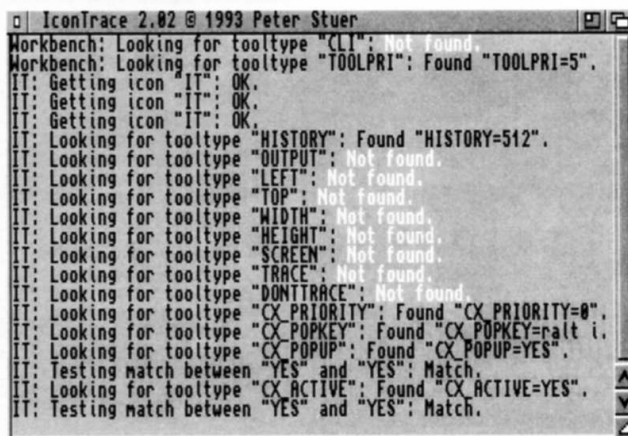 IconTrace 2.02 © 1993 Peter Stuer
Workbench: Looking for tooltype "CLI": Not found.
Workbench: Looking for tooltype "TOOLPRI": Found "TOOLPRI=5".
IT: Getting icon "IT": OK.
IT: Getting icon "IT": OK.
IT: Getting icon "IT": OK.
IT: Looking for tooltype "HISTORY": Found "HISTORY=512".
IT: Looking for tooltype "OUTPUT": Not found.
IT: Looking for tooltype "LEFT": Not found.
IT: Looking for tooltype "TOP": Not found.
IT: Looking for tooltype "WIDTH": Not found.
IT: Looking for tooltype "HEIGHT": Not found.
IT: Looking for tooltype "SCREEN": Not found.
IT: Looking for tooltype "TRACE": Not found.
IT: Looking for tooltype "DONTTRACE": Not found.
IT: Looking for tooltype "CX_PRIORITY": Found "CX_PRIORITY=0".
IT: Looking for tooltype "CX_POPKEY": Found "CX_POPKEY=ralt i.
IT: Looking for tooltype "CX_POPUP": Found "CX_POPUP=YES".
IT: Testing match between "YES" and "YES": Match.
IT: Looking for tooltype "CX_ACTIVE": Found "CX_ACTIVE=YES".
IT: Testing match between "YES" and "YES": Match.